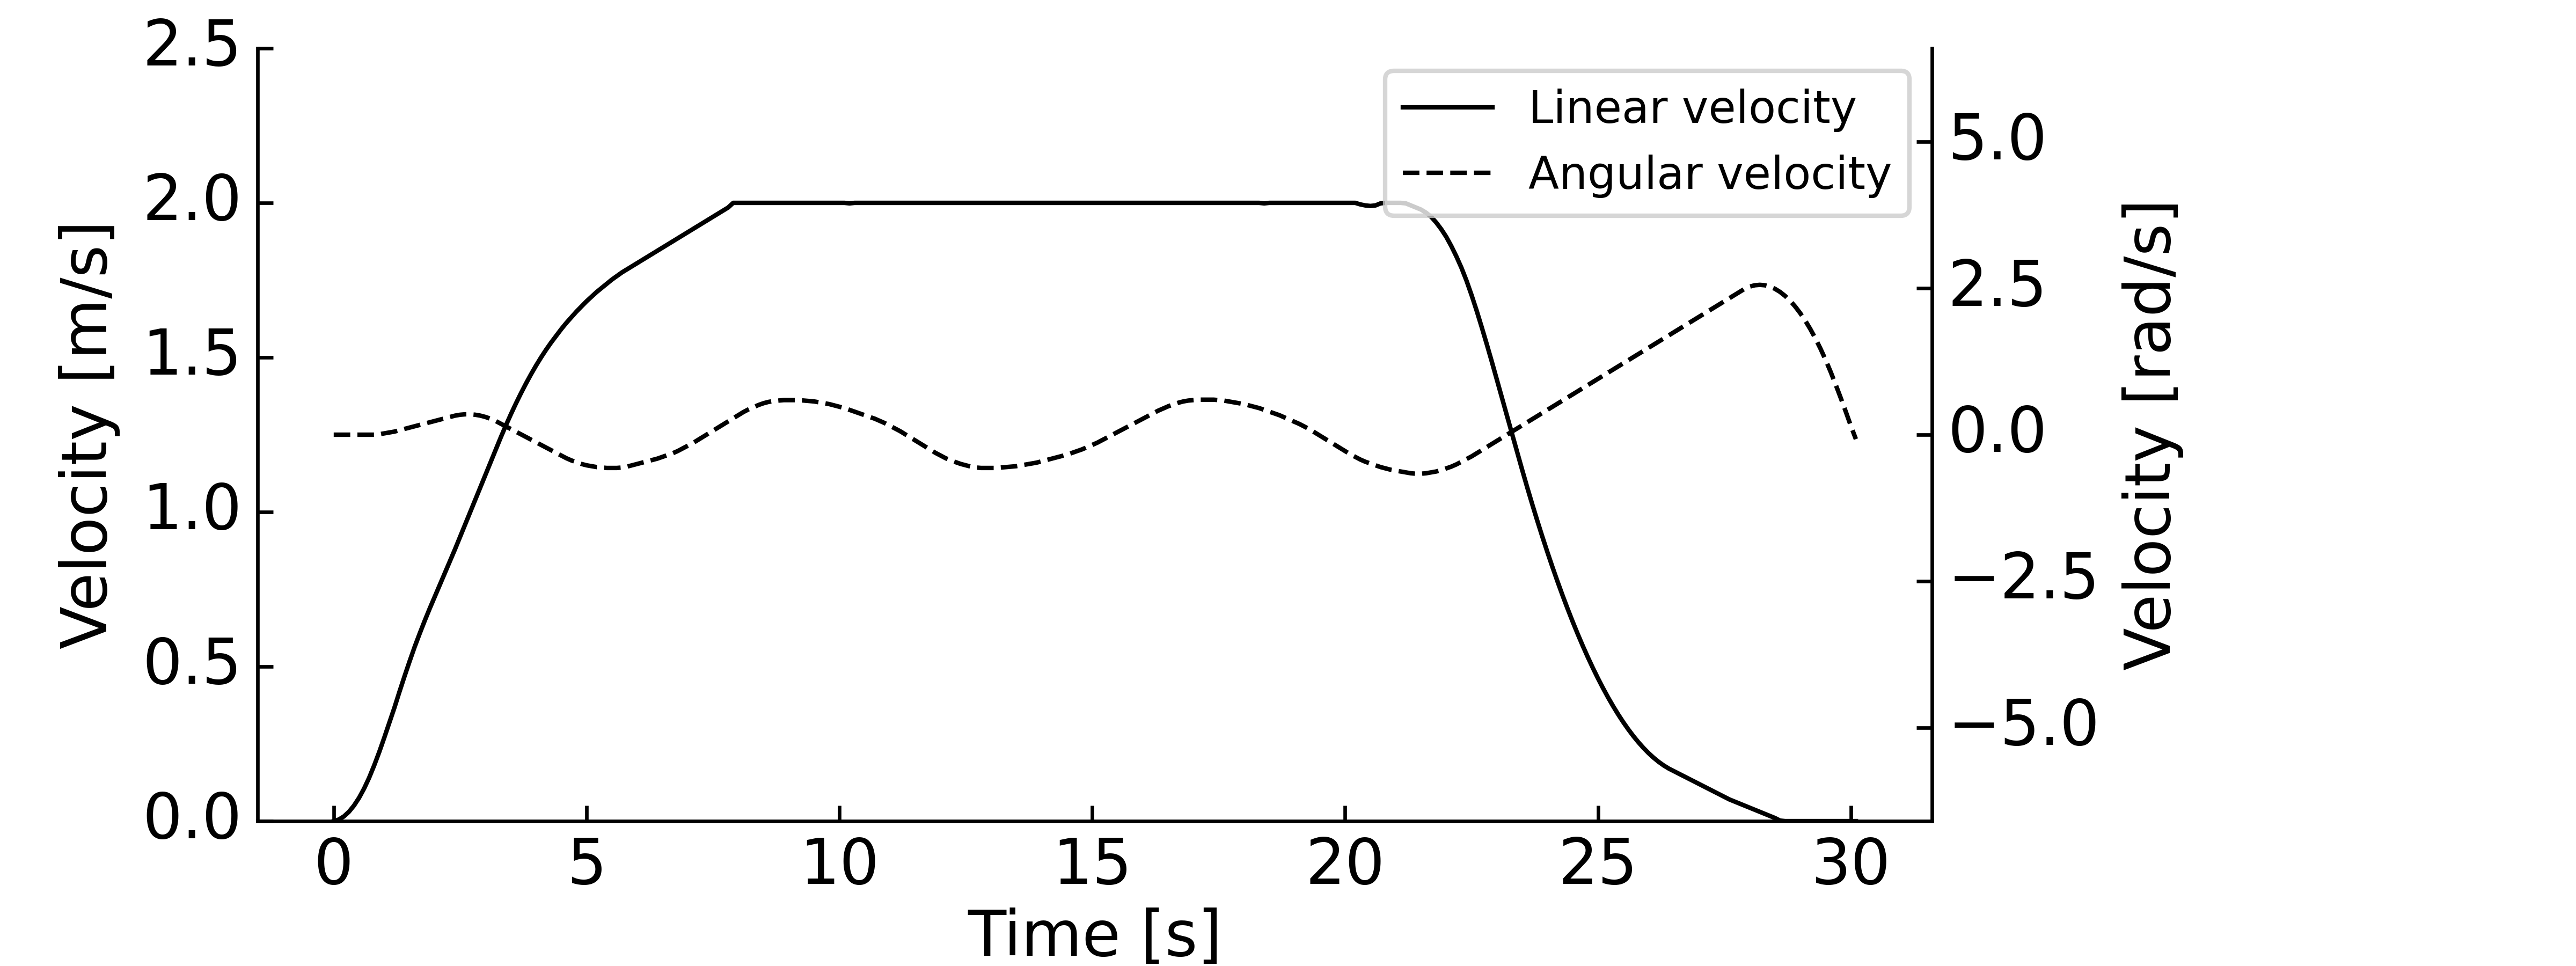 Velocity [m/s]
2.5
2.0
1.5
1.0
0.5
0.0
Linear velocity
Angular velocity
5.0
2.5
0.0
−2.5
−5.0
Velocity [rad/s]
0 5 10 15 20 25 30
Time [s]